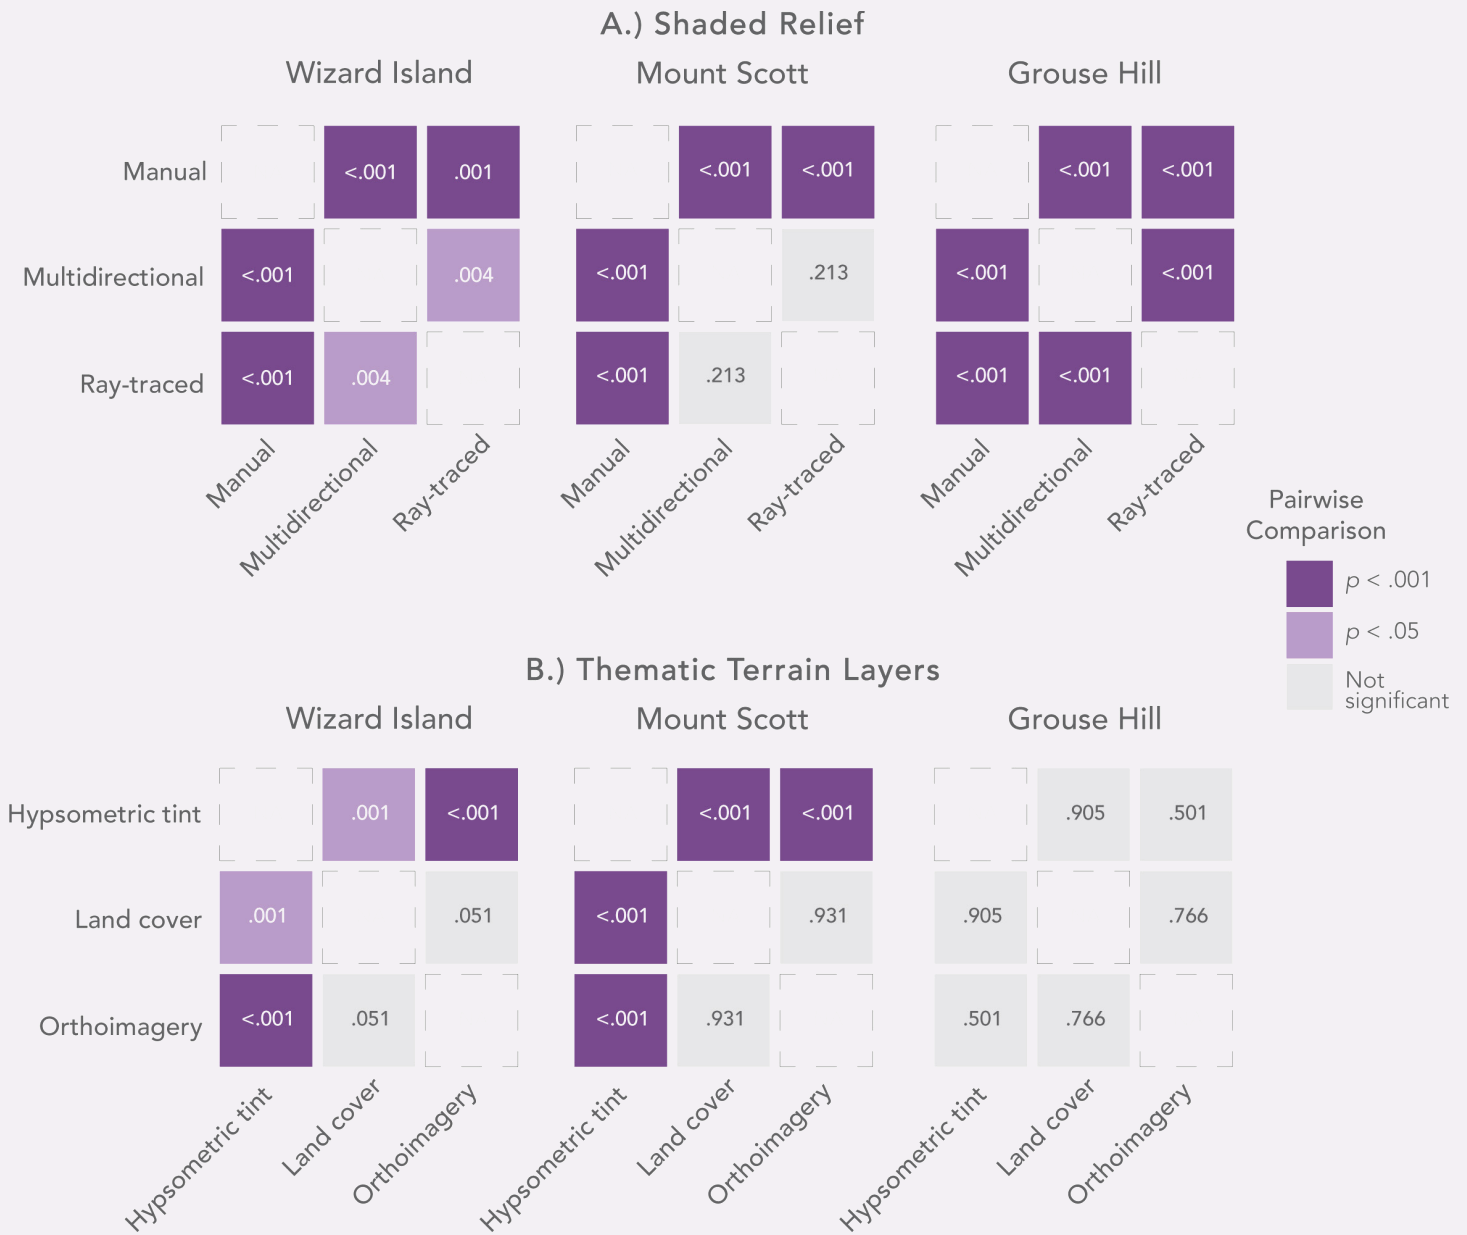 A.) Shaded Relief
Wizard Island Mount Scott Grouse Hill
Manual <.001 .001 <.001 <.001 <.001 <.001
Multidirectional <.001 .004 <.001 .213 <.001 <.001
Ray-traced <.001 .004 <.001 .213 <.001 <.001
Manual Multidirectional Ray-traced Manual Multidirectional Ray-traced Manual Multidirectional Ray-traced
Pairwise
Comparison
p < .001
p < .05
Not
significant
B.) Thematic Terrain Layers
Wizard Island Mount Scott Grouse Hill
Hypsometric tint .001 <.001 <.001 <.001 .905 .501
Land cover .001 .051 <.001 .931 .905 .766
Orthoimagery <.001 .051 <.001 .931 .501 .766
Hypsometric tint Land cover Orthoimagery Hypsometric tint Land cover Orthoimagery Hypsometric tint Land cover Orthoimagery